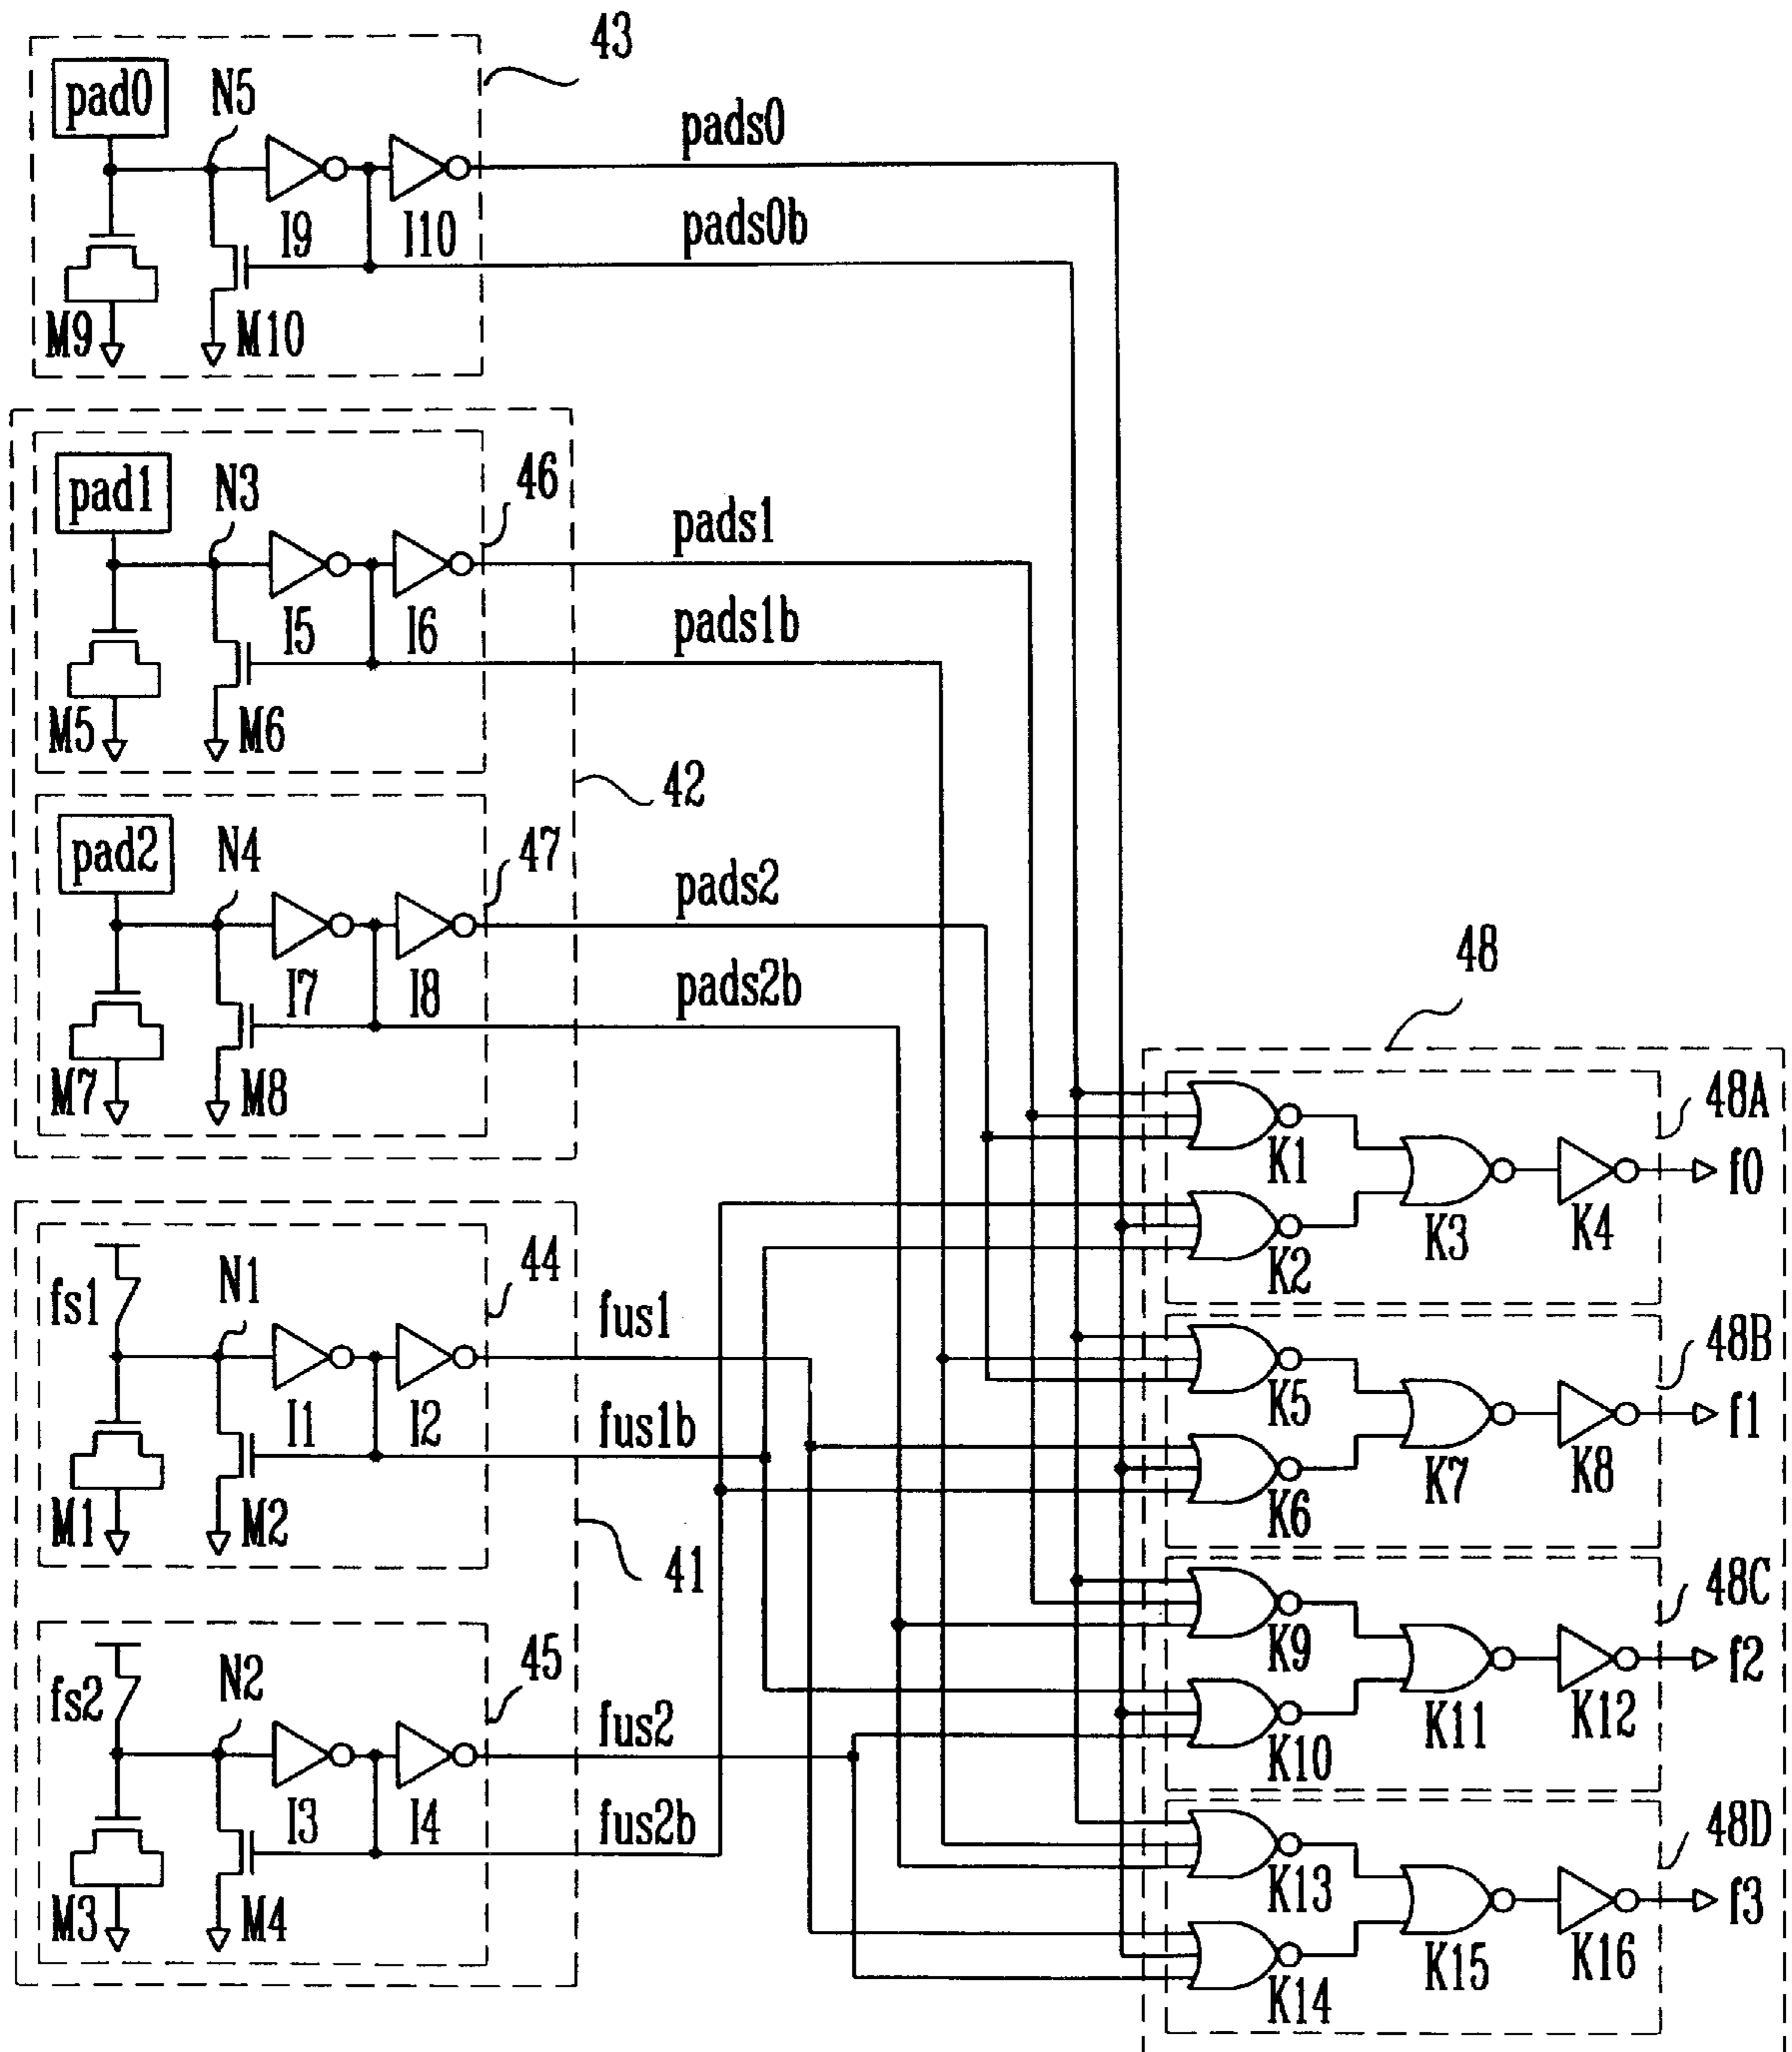 43
pad0
N5
pads0
I9
I10
pads0b
M9
M10
46
pad1
N3
pads1
I5
I6
pads1b
M5
M6
42
47
pad2
N4
pads2
I7
I8
pads2b
M7
M8
48
48A
K1
K2
K3
K4
f0
44
fs1
N1
fus1
I1
I2
fus1b
M1
M2
41
48B
K5
K6
K7
K8
f1
48C
K9
K10
K11
K12
f2
45
fs2
N2
fus2
I3
I4
fus2b
M3
M4
48D
K13
K14
K15
K16
f3